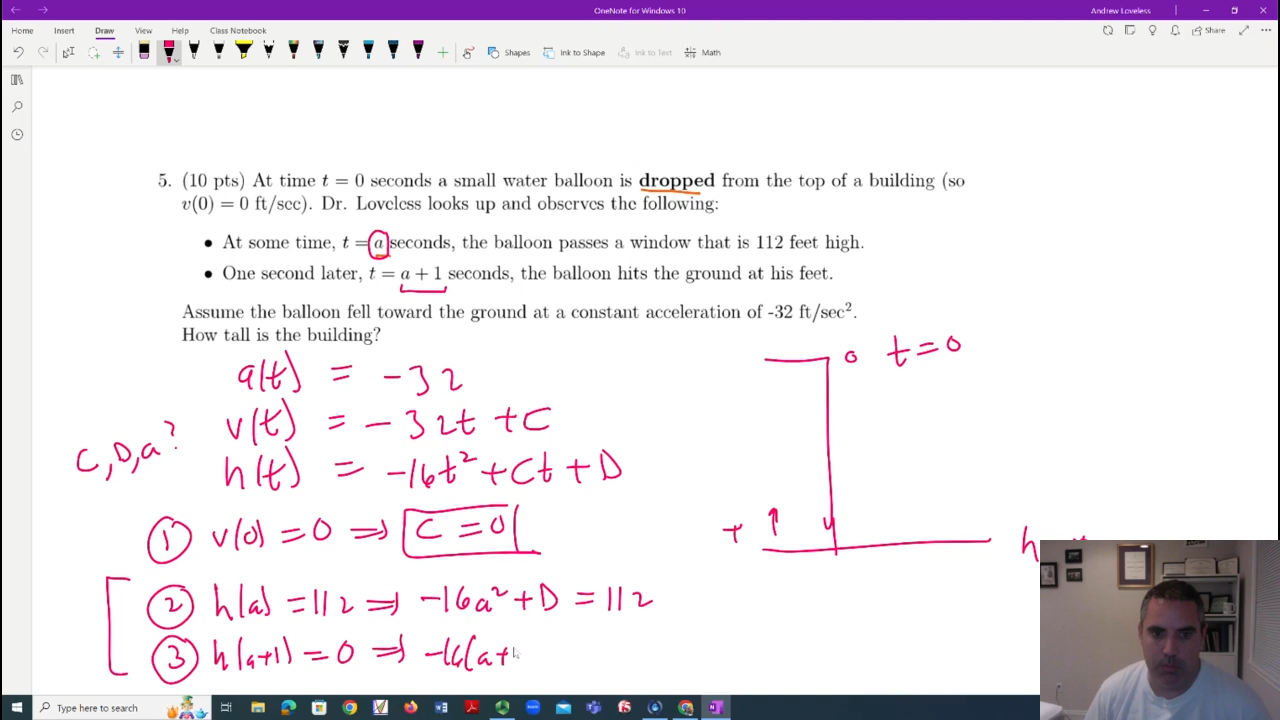 OneNote for Windows 10
Andrew Loveless
Home Insert Draw View Help Class Notebook
Share
Shapes Ink to Shape Ink to Text Math
5. (10 pts) At time t = 0 seconds a small water balloon is dropped from the top of a building (so
v(0) = 0 ft/sec). Dr. Loveless looks up and observes the following:
• At some time, t = a seconds, the balloon passes a window that is 112 feet high.
• One second later, t = a + 1 seconds, the balloon hits the ground at his feet.
Assume the balloon fell toward the ground at a constant acceleration of -32 ft/sec².
How tall is the building?
t = 0
a(t) = -32
v(t) = -32t + C
C, D, a?
h(t) = -16t² + Ct + D
① v(0) = 0 ⇒ C = 0
+ ↑
h
② h(a) = 112 ⇒ -16a² + D = 112
③ h(a+1) = 0 ⇒ -16(a+
Type here to search